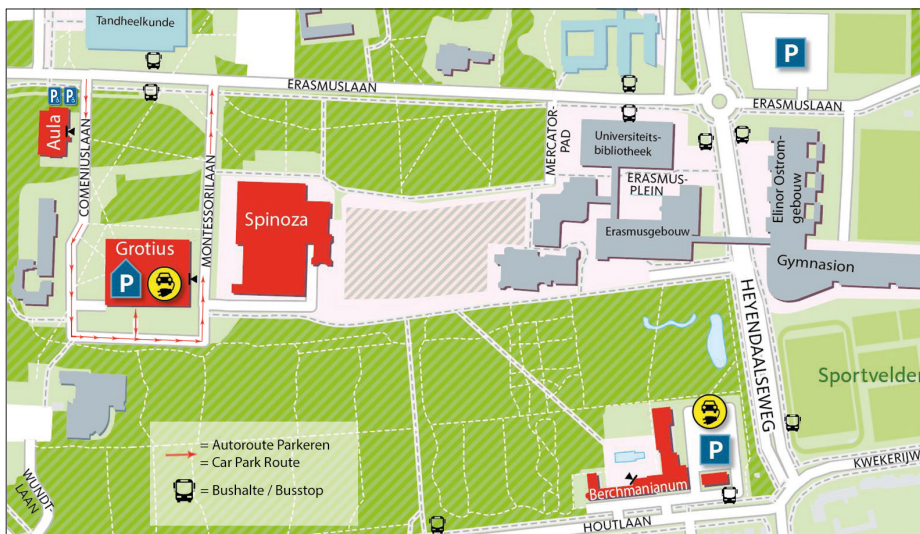 Tandheelkunde
P
ERASMUSLAAN
ERASMUSLAAN
P P
Aula
COMENIUSLAAN
MONTESSORILAAN
MERCATOR-
PAD
Universiteits-
bibliotheek
ERASMUS-
PLEIN
Elinor Ostrom-
gebouw
Spinoza
Grotius
P
Erasmusgebouw
Gymnasion
HEYENDAALSEWEG
Sportvelden
= Autoroute Parkeren
= Car Park Route
= Bushalte / Busstop
P
WUNDT-
LAAN
Berchmanianum
KWEKERIJW
HOUTLAAN